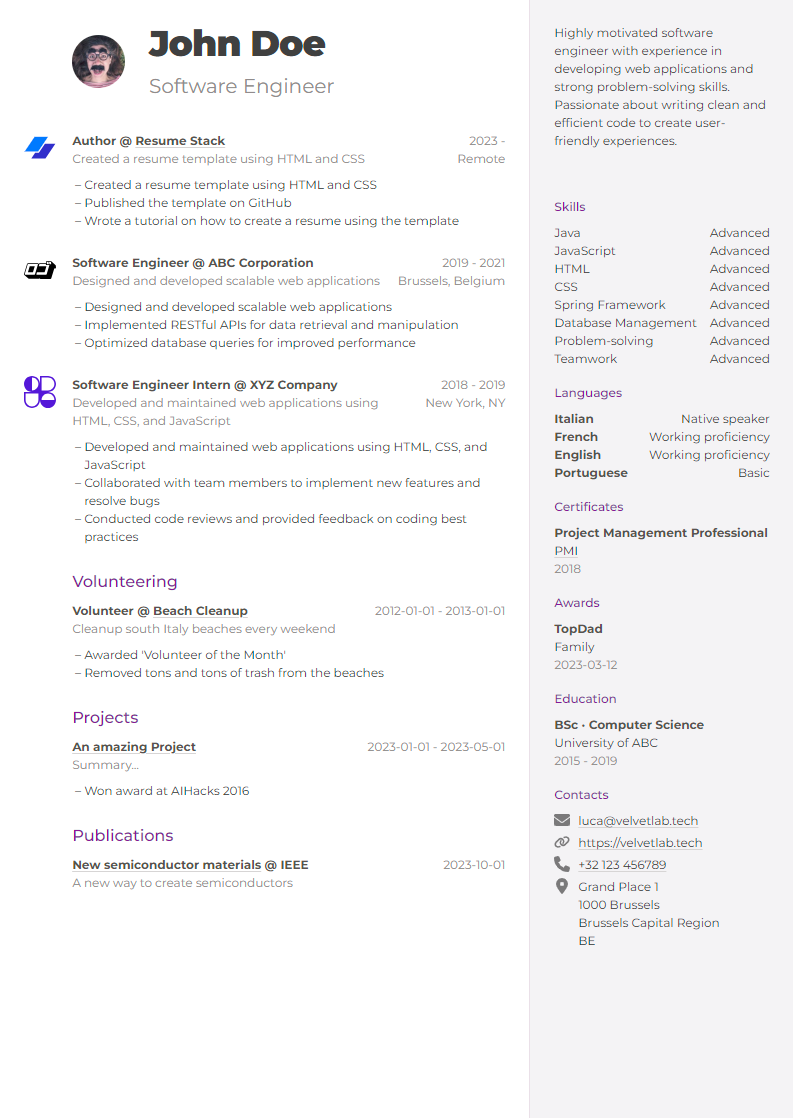 John Doe
Software Engineer
Author @ Resume Stack 2023 -
Created a resume template using HTML and CSS Remote
– Created a resume template using HTML and CSS
– Published the template on GitHub
– Wrote a tutorial on how to create a resume using the template
Software Engineer @ ABC Corporation 2019 - 2021
Designed and developed scalable web applications Brussels, Belgium
– Designed and developed scalable web applications
– Implemented RESTful APIs for data retrieval and manipulation
– Optimized database queries for improved performance
Software Engineer Intern @ XYZ Company 2018 - 2019
Developed and maintained web applications using New York, NY
HTML, CSS, and JavaScript
– Developed and maintained web applications using HTML, CSS, and
JavaScript
– Collaborated with team members to implement new features and
resolve bugs
– Conducted code reviews and provided feedback on coding best
practices
Volunteering
Volunteer @ Beach Cleanup 2012-01-01 - 2013-01-01
Cleanup south Italy beaches every weekend
– Awarded 'Volunteer of the Month'
– Removed tons and tons of trash from the beaches
Projects
An amazing Project 2023-01-01 - 2023-05-01
Summary...
– Won award at AIHacks 2016
Publications
New semiconductor materials @ IEEE 2023-10-01
A new way to create semiconductors
Highly motivated software
engineer with experience in
developing web applications and
strong problem-solving skills.
Passionate about writing clean and
efficient code to create user-
friendly experiences.
Skills
Java Advanced
JavaScript Advanced
HTML Advanced
CSS Advanced
Spring Framework Advanced
Database Management Advanced
Problem-solving Advanced
Teamwork Advanced
Languages
Italian Native speaker
French Working proficiency
English Working proficiency
Portuguese Basic
Certificates
Project Management Professional
PMI
2018
Awards
TopDad
Family
2023-03-12
Education
BSc · Computer Science
University of ABC
2015 - 2019
Contacts
luca@velvetlab.tech
https://velvetlab.tech
+32 123 456789
Grand Place 1
1000 Brussels
Brussels Capital Region
BE